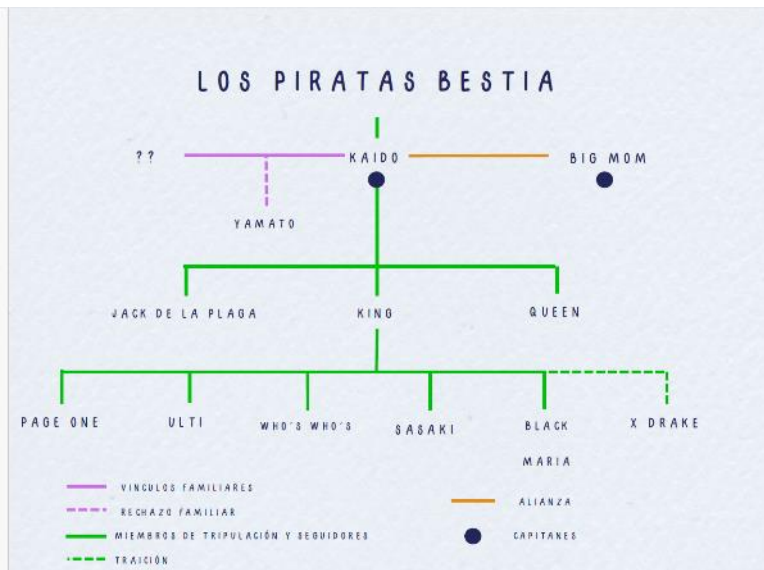 LOS PIRATAS BESTIA
?? KAIDO BIG MOM
YAMATO
JACK DE LA PLAGA KING QUEEN
PAGE ONE ULTI WHO'S WHO'S SASAKI BLACK MARIA X DRAKE
VINCULOS FAMILIARES
RECHAZO FAMILIAR
MIEMBROS DE TRIPULACIÓN Y SEGUIDORES
TRAICIÓN
ALIANZA
CAPITANES